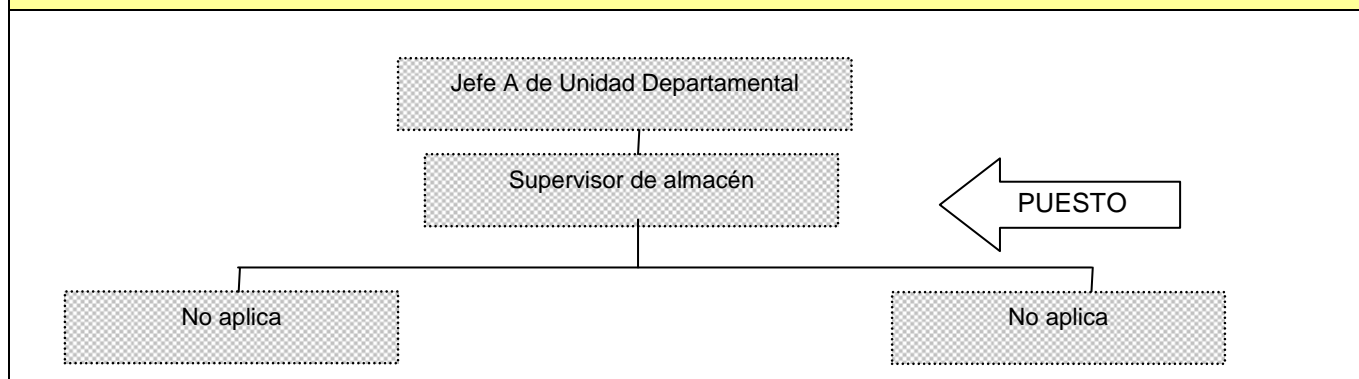 Jefe A de Unidad Departamental
Supervisor de almacén
PUESTO
No aplica
No aplica